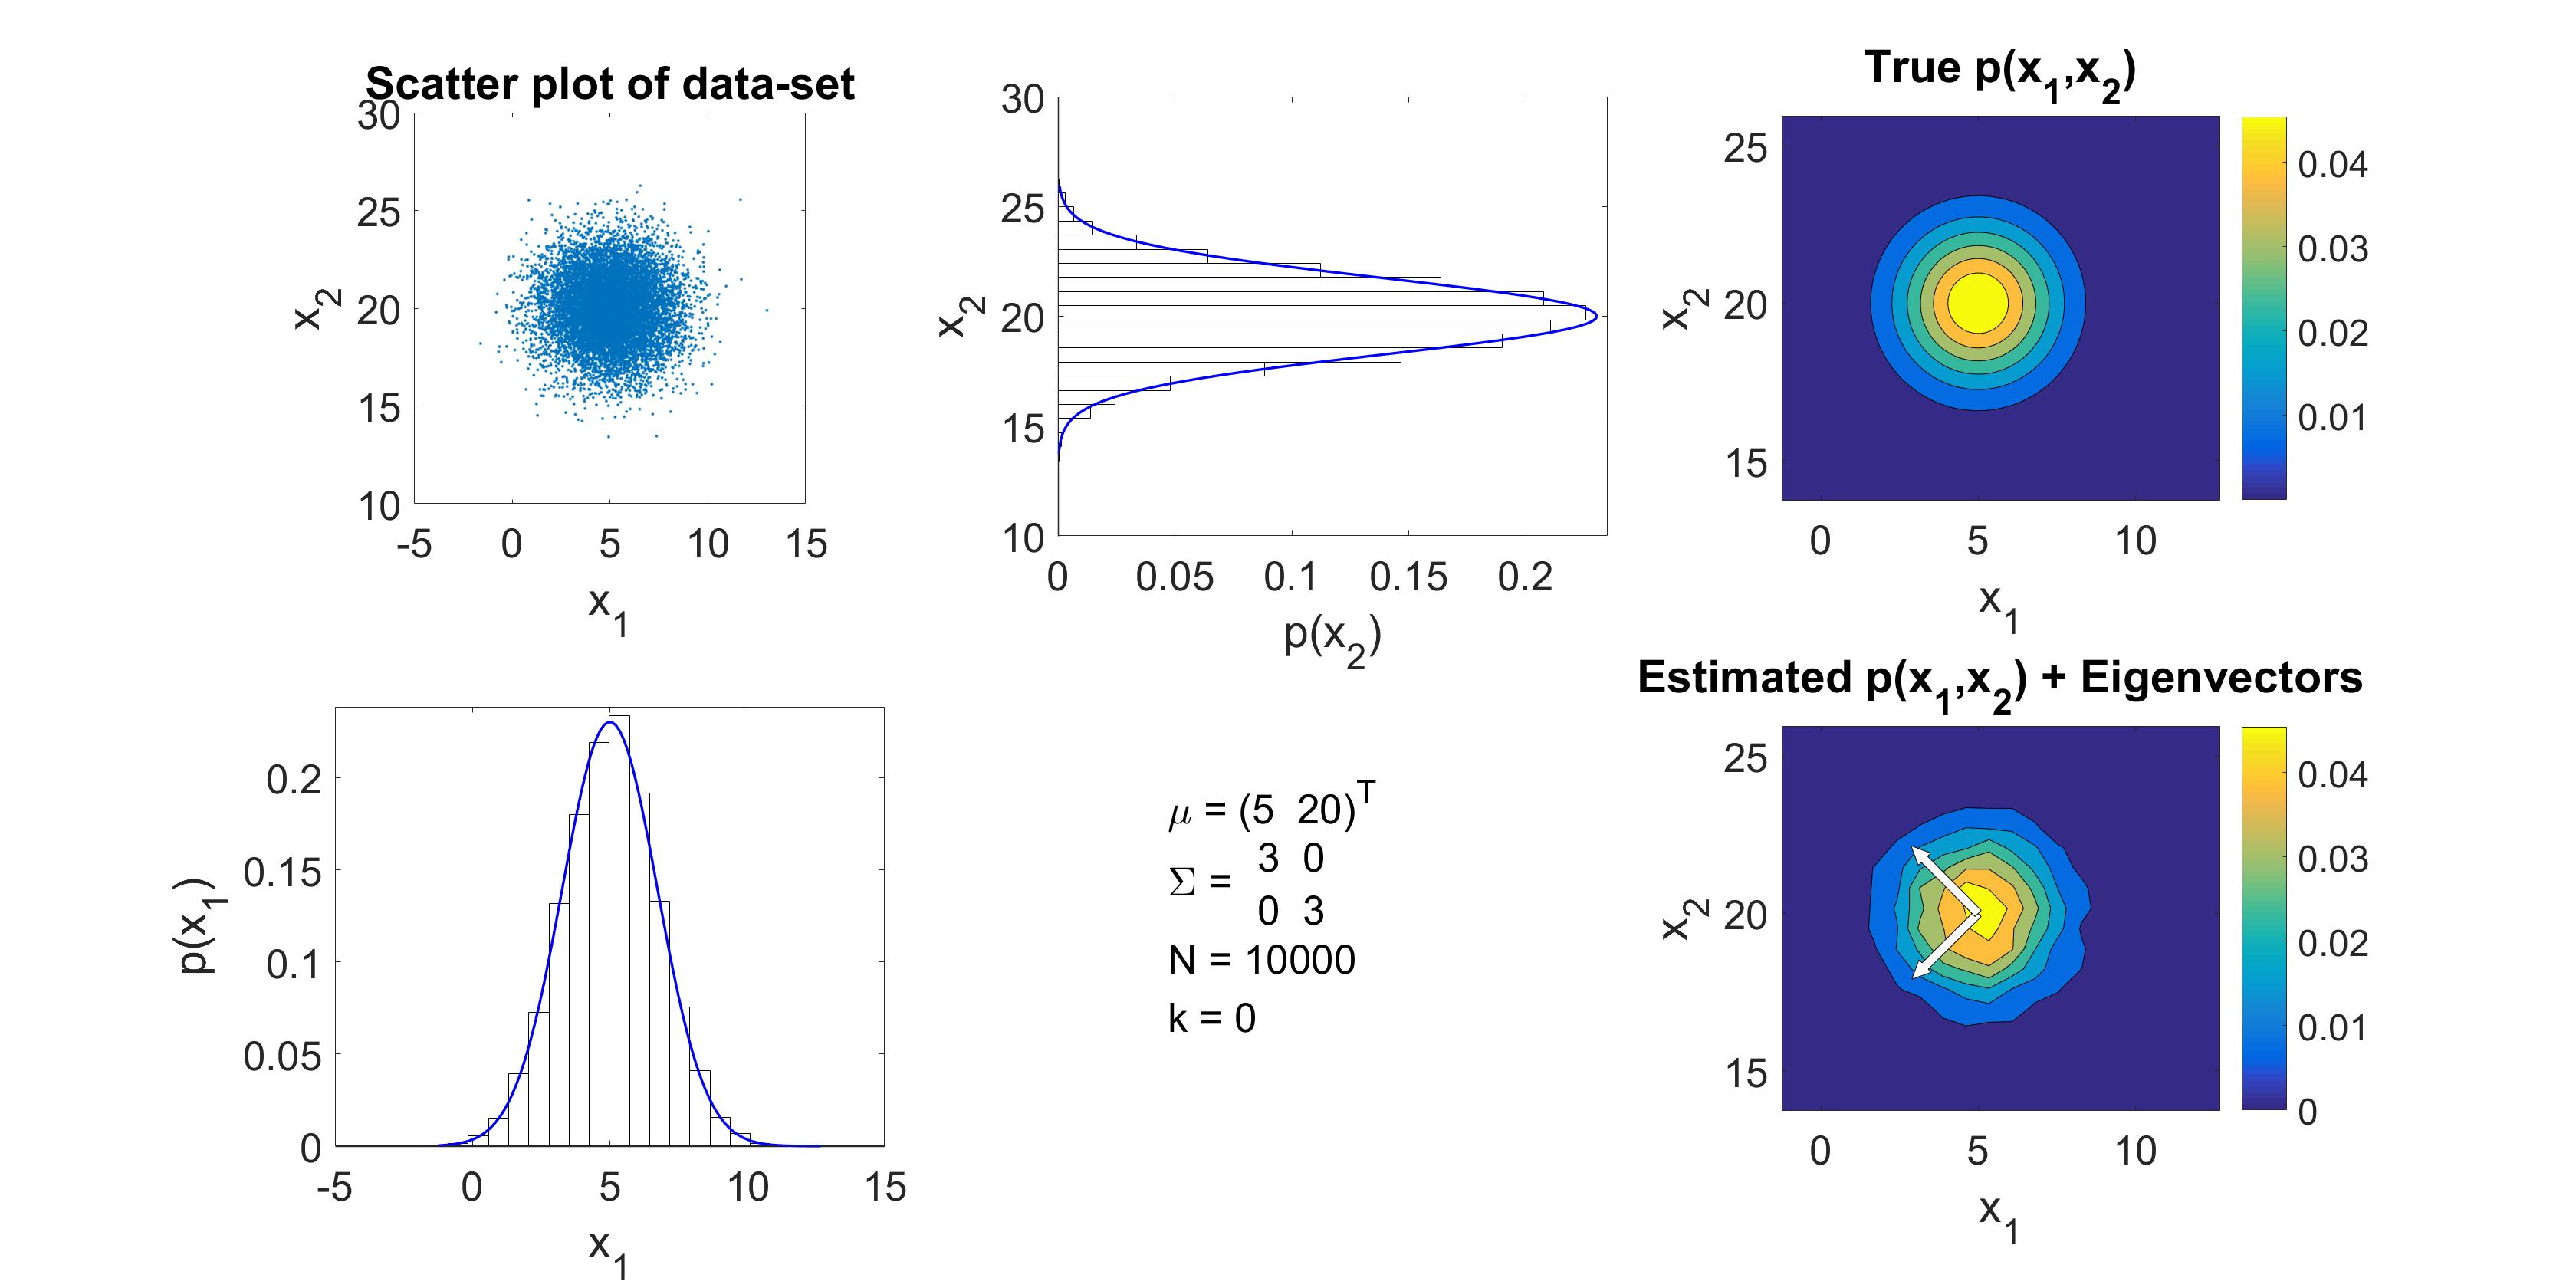 Scatter plot of data-set
30
25
20
15
10
x2
-5 0 5 10 15
x1
30
25
20
15
10
x2
0 0.05 0.1 0.15 0.2
p(x2)
True p(x1,x2)
25
20
15
x2
0 5 10
x1
0.04
0.03
0.02
0.01
0.2
0.15
0.1
0.05
0
p(x1)
-5 0 5 10 15
x1
μ = (5 20)T
3 0
Σ =
0 3
N = 10000
k = 0
Estimated p(x1,x2) + Eigenvectors
25
20
15
x2
0 5 10
x1
0.04
0.03
0.02
0.01
0